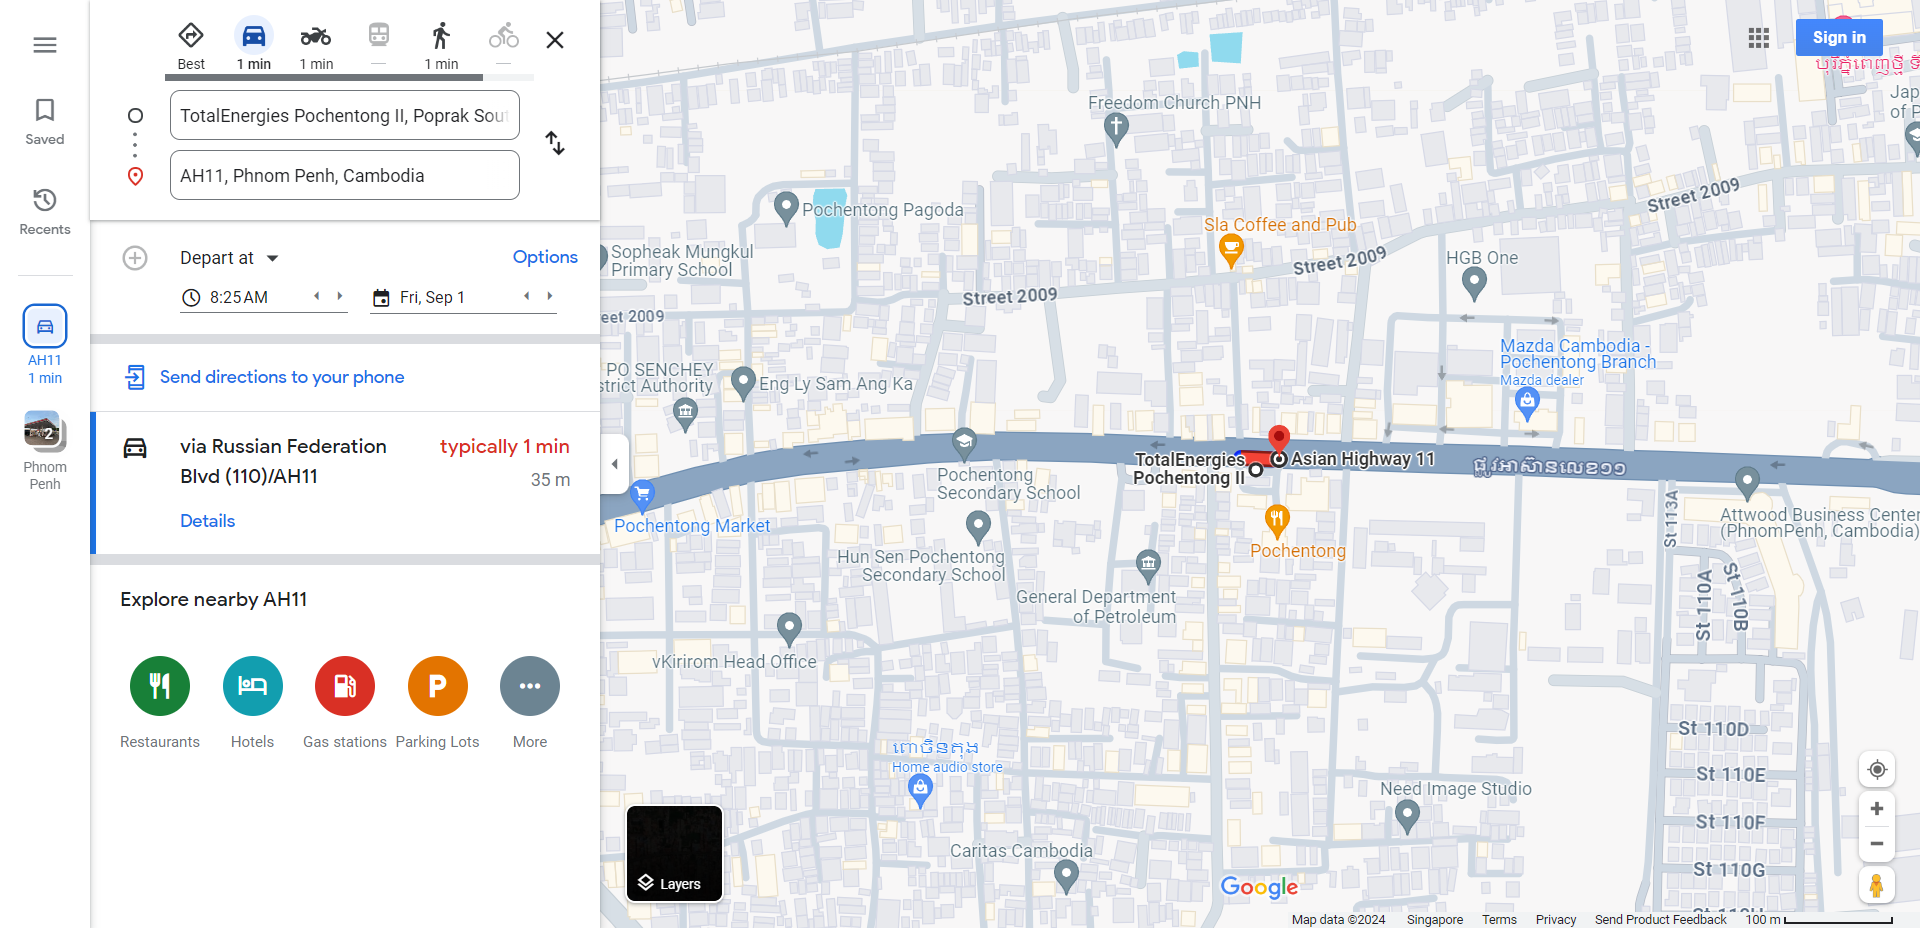 Best
1 min
1 min
1 min
TotalEnergies Pochentong II, Poprak Sout
AH11, Phnom Penh, Cambodia
Saved
Recents
AH11
1 min
2
Phnom
Penh
Depart at
Options
8:25 AM
Fri, Sep 1
Send directions to your phone
via Russian Federation
Blvd (110)/AH11
typically 1 min
35 m
Details
Explore nearby AH11
Restaurants
Hotels
Gas stations
Parking Lots
More
P
Sign in
Freedom Church PNH
Jap
of P
Street 2009
Pochentong Pagoda
Sla Coffee and Pub
Sopheak Mungkul
Primary School
Street 2009
HGB One
Street 2009
eet 2009
Mazda Cambodia -
Pochentong Branch
Mazda dealer
PO SENCHEY
strict Authority
Eng Ly Sam Ang Ka
TotalEnergies
Pochentong II
Asian Highway 11
ផ្លូវអាស៊ានលេខ១១
Pochentong
Secondary School
Pochentong Market
St 113A
Attwood Business Center
(PhnomPenh, Cambodia)
Hun Sen Pochentong
Secondary School
Pochentong
General Department
of Petroleum
St 110A
St 110B
vKirirom Head Office
St 110D
ពោចិនតុង
Home audio store
St 110E
Need Image Studio
St 110F
Caritas Cambodia
St 110G
Layers
Google
Map data ©2024
Singapore
Terms
Privacy
Send Product Feedback
100 m